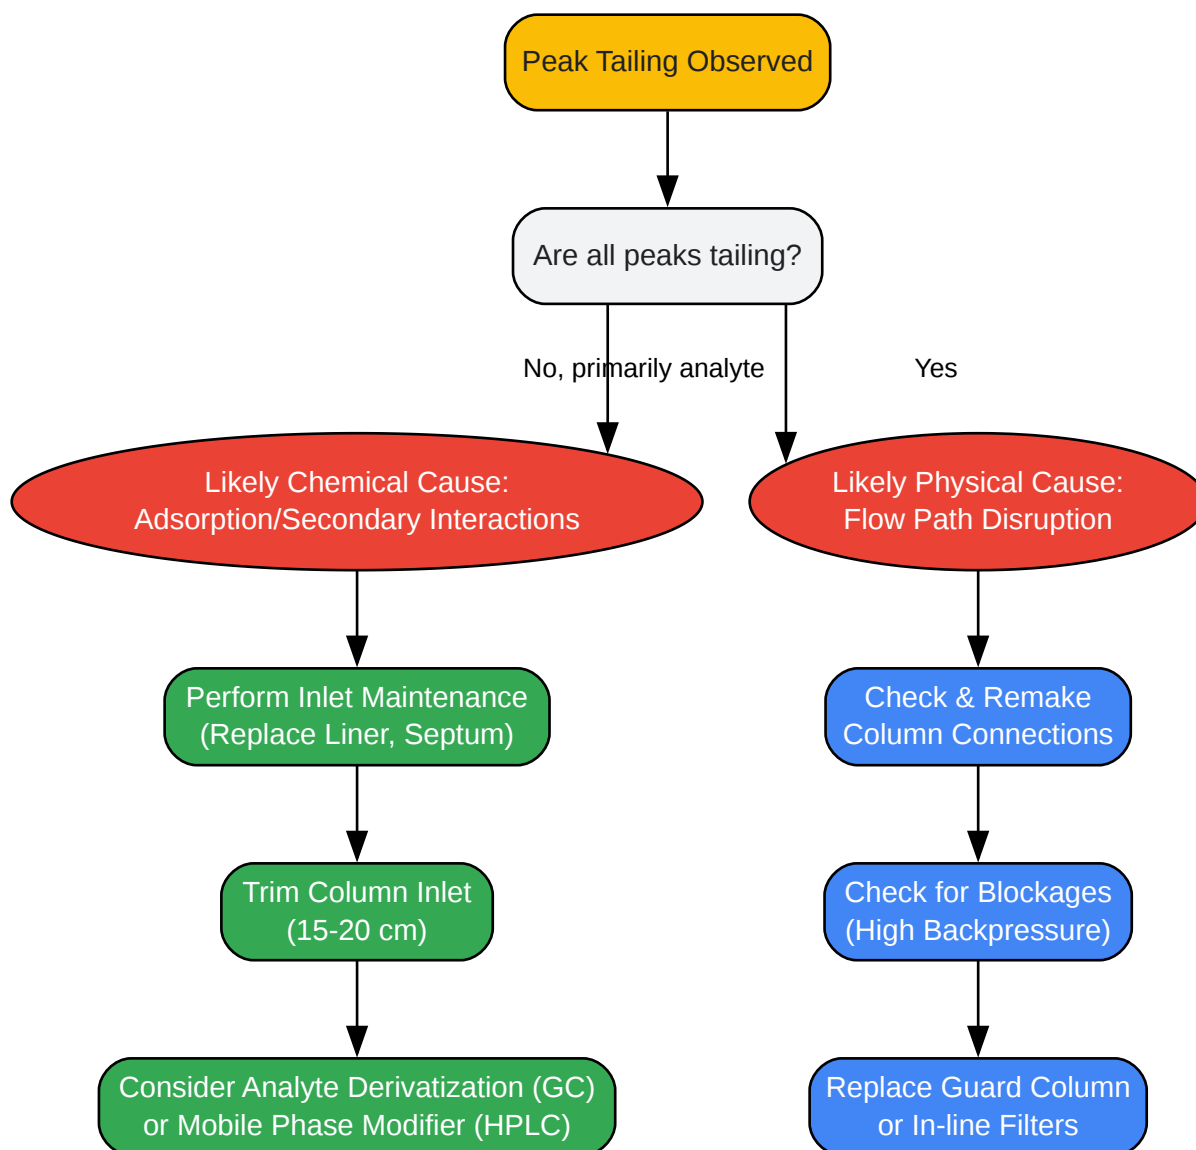 Peak Tailing Observed
Are all peaks tailing?
No, primarily analyte
Yes
Likely Chemical Cause:
Adsorption/Secondary Interactions
Likely Physical Cause:
Flow Path Disruption
Perform Inlet Maintenance
(Replace Liner, Septum)
Check & Remake
Column Connections
Trim Column Inlet
(15-20 cm)
Check for Blockages
(High Backpressure)
Consider Analyte Derivatization (GC)
or Mobile Phase Modifier (HPLC)
Replace Guard Column
or In-line Filters